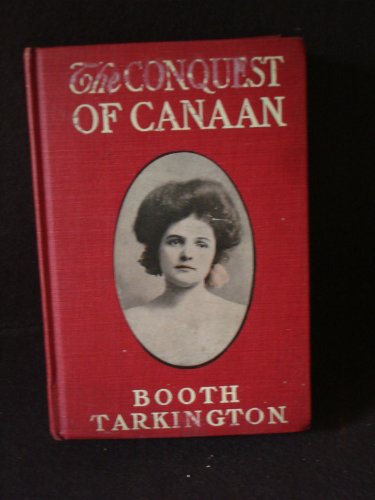 The CONQUEST
OF CANAAN
BOOTH
TARKINGTON